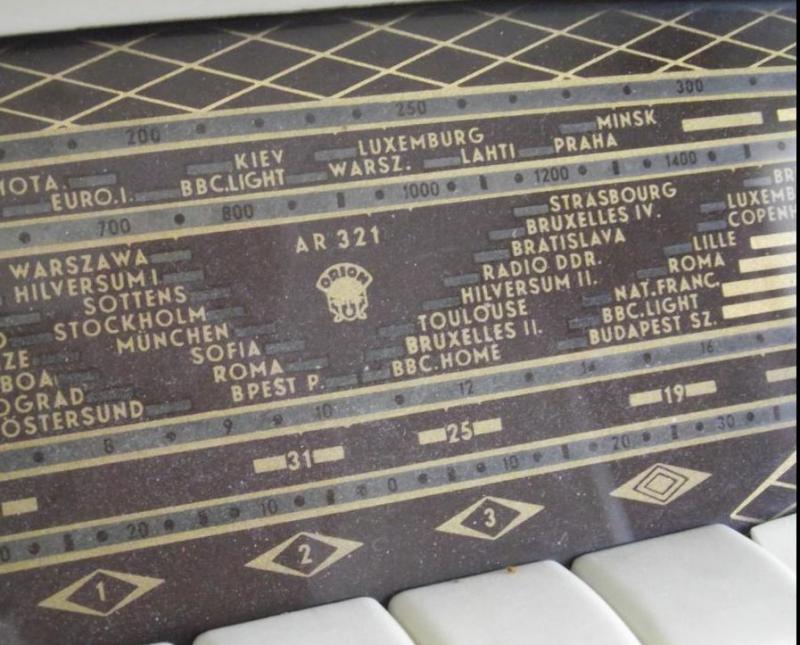 200 250 300
KIEV LUXEMBURG MINSK
EURO.I. BBC.LIGHT WARSZ. LAHTI PRAHA
700 800 1000 1200 1400
AR 321
ORION
WARSZAWA
HILVERSUM I
SOTTENS
STOCKHOLM
MÜNCHEN
SOFIA
ROMA
BPEST P.
ÖSTERSUND
STRASBOURG
BRUXELLES IV.
BRATISLAVA
RADIO DDR.
HILVERSUM II.
TOULOUSE
BRUXELLES II.
BBC.HOME
LILLE
ROMA
NAT.FRANC.
BBC.LIGHT
BUDAPEST SZ.
8 9 10 12 14 16
31 25 19
20 10 0 10 20 30
1 2 3